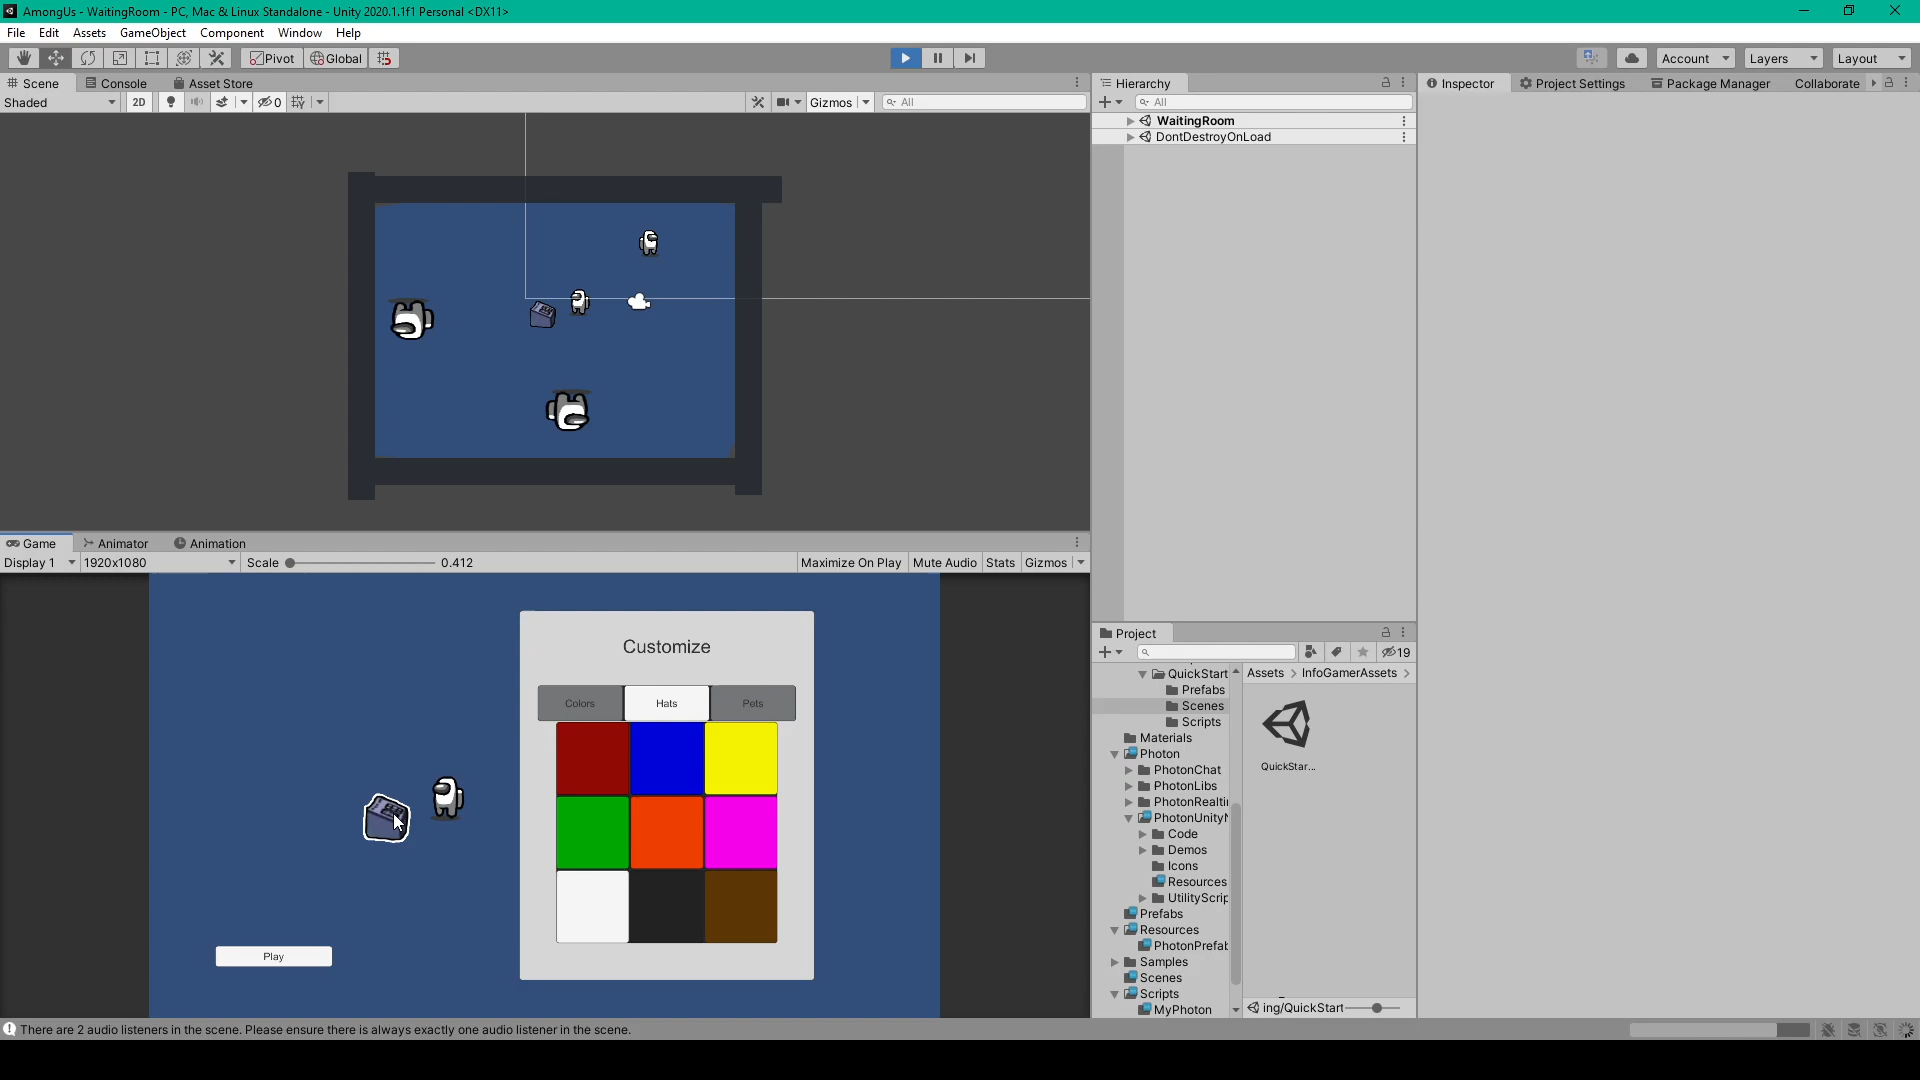 AmongUs - WaitingRoom - PC, Mac & Linux Standalone - Unity 2020.1.1f1 Personal <DX11>
File Edit Assets GameObject Component Window Help
Pivot Global Account Layers Layout
Scene Console Asset Store
Shaded 2D 0 Gizmos All
Hierarchy
All
WaitingRoom
DontDestroyOnLoad
Inspector Project Settings Package Manager Collaborate
Game Animator Animation
Display 1 1920x1080 Scale 0.412 Maximize On Play Mute Audio Stats Gizmos
Customize
Colors Hats Pets
Play
Project
19
QuickStart
Prefabs
Scenes
Scripts
Materials
Photon
PhotonChat
PhotonLibs
PhotonRealti
PhotonUnityN
Code
Demos
Icons
Resources
UtilityScrip
Prefabs
Resources
PhotonPrefab
Samples
Scenes
Scripts
MyPhoton
Assets > InfoGamerAssets >
QuickStar...
ing/QuickStart
There are 2 audio listeners in the scene. Please ensure there is always exactly one audio listener in the scene.